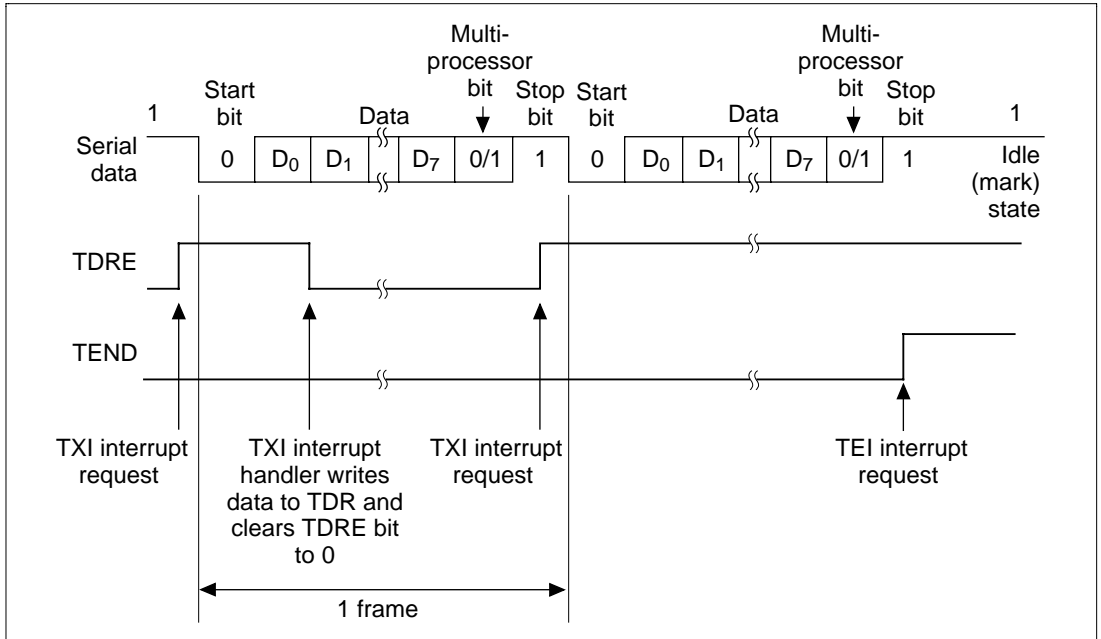 Multi-
processor
bit
Multi-
processor
bit
1
Start
bit
Data
Stop
bit
Start
bit
Data
Stop
bit
1
Serial
data
0 D0 D1 D7 0/1 1 0 D0 D1 D7 0/1 1
Idle
(mark)
state
TDRE
TEND
TXI interrupt
request
TXI interrupt
handler writes
data to TDR and
clears TDRE bit
to 0
TXI interrupt
request
TEI interrupt
request
1 frame